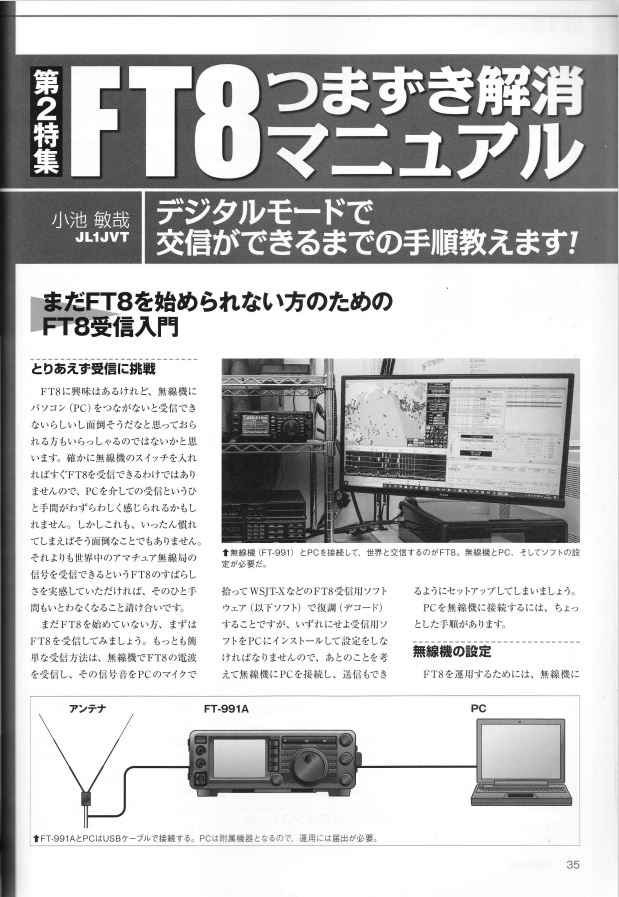 第2特集
FT8つまずき解消
マニュアル
小池 敏哉
JL1JVT
デジタルモードで
交信ができるまでの手順教えます!
まだFT8を始められない方のための
FT8受信入門
とりあえず受信に挑戦
FT8に興味はあるけれど、無線機に
パソコン(PC)をつながないと受信でき
ないらしいし面倒そうだなと思っておら
れる方もいらっしゃるのではないかと思
います。確かに無線機のスイッチを入れ
ればすぐFT8を受信できるわけではあり
ませんので、PCを介しての受信というひ
と手間がわずらわしく感じられるかもし
れません。しかしこれも、いったん慣れ
てしまえばそう面倒なことでもありません。
それよりも世界中のアマチュア無線局の
信号を受信できるというFT8のすばらし
さを実感していただければ、そのひと手
間もいとわなくなること請け合いです。
まだFT8を始めていない方、まずは
FT8を受信してみましょう。もっとも簡
単な受信方法は、無線機でFT8の電波
を受信し、その信号音をPCのマイクで
⬆無線機(FT-991)とPCを接続して、世界と交信するのがFT8。無線機とPC、そしてソフトの設
定が必要だ。
拾ってWSJT-XなどのFT8受信用ソフト
ウェア(以下ソフト)で復調(デコード)
することですが、いずれにせよ受信用ソ
フトをPCにインストールして設定をしな
ければなりませんので、あとのことを考
えて無線機にPCを接続し、送信もでき
るようにセットアップしてしまいましょう。
PCを無線機に接続するには、ちょっ
とした手順があります。
無線機の設定
FT8を運用するためには、無線機に
アンテナ
FT-991A
PC
⬆FT-991AとPCはUSBケーブルで接続する。PCは附属機器となるので、運用には届出が必要。
35